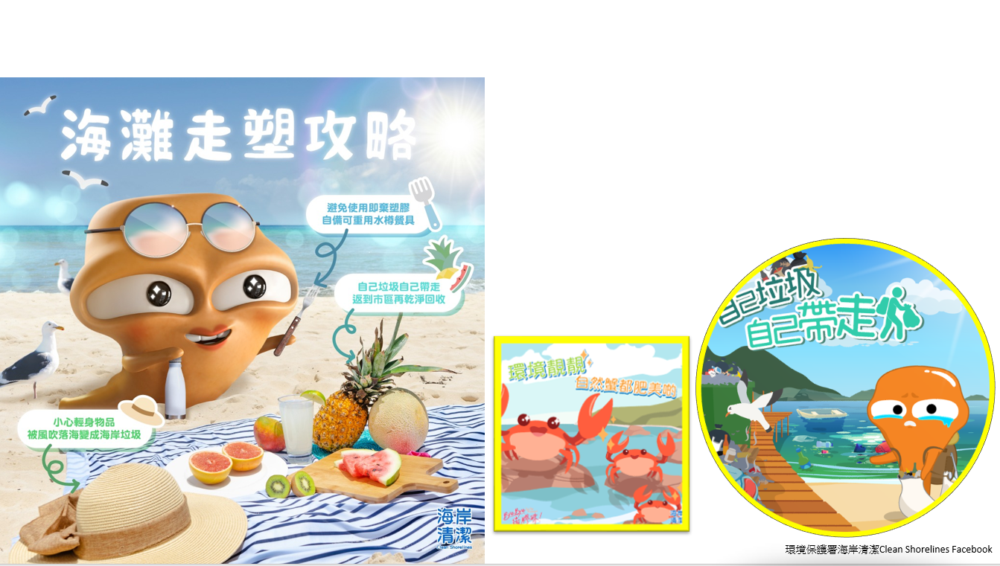 海灘走塑攻略
避免使用即棄塑膠
自備可重用水樽餐具
自己垃圾自己帶走
返到市區再乾淨回收
小心輕身物品
被風吹落海變成海岸垃圾
海岸
清潔
Clean Shorelines
環境靚靚
自然蟹都肥美啲
自己垃圾
自己帶走
環境保護署海岸清潔Clean Shorelines Facebook